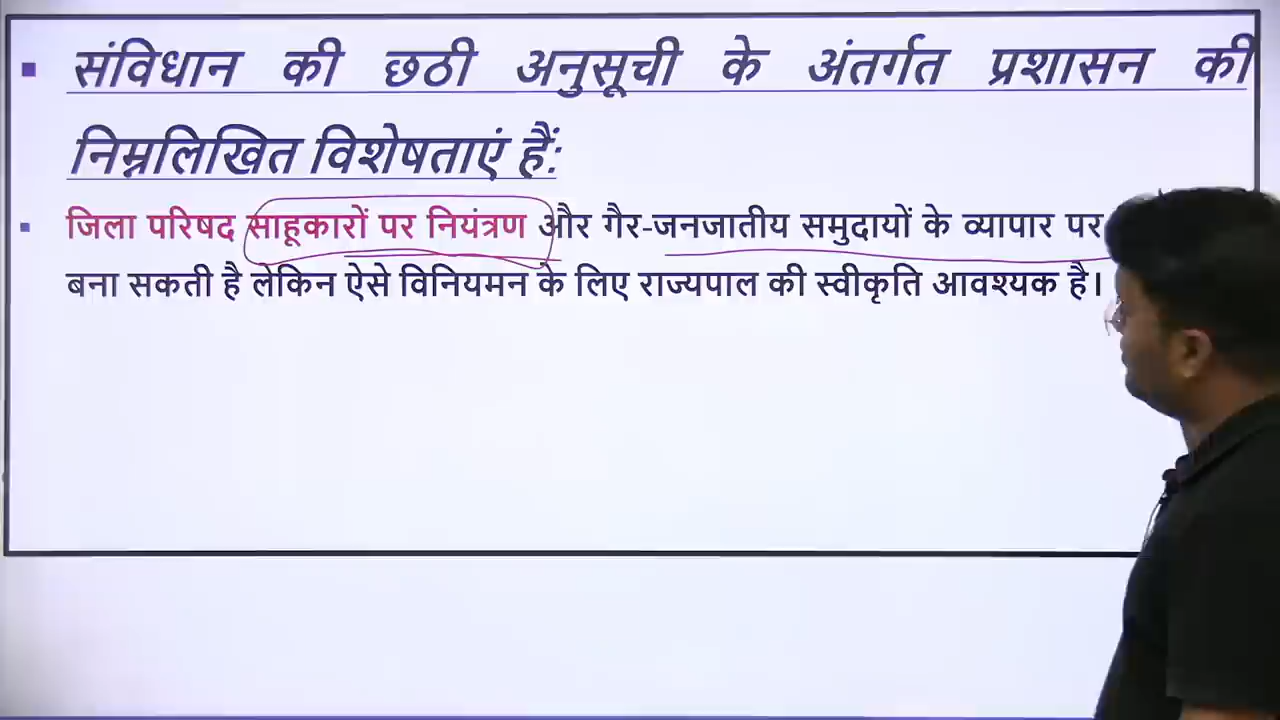 संविधान की छठी अनुसूची के अंतर्गत प्रशासन की
निम्नलिखित विशेषताएं हैं:
जिला परिषद साहूकारों पर नियंत्रण और गैर-जनजातीय समुदायों के व्यापार पर
बना सकती है लेकिन ऐसे विनियमन के लिए राज्यपाल की स्वीकृति आवश्यक है।